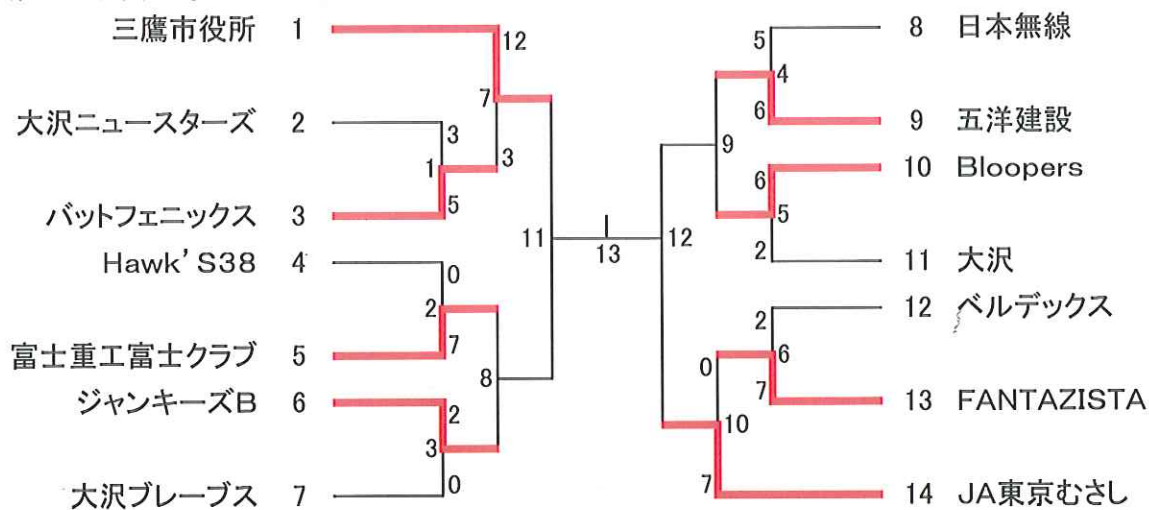 三鷹市役所 1
12
7
大沢ニュースターズ 2
3
1
3
バットフェニックス 3
5
Hawk'S38 4
0
11
2
富士重工富士クラブ 5
7
8
ジャンキーズB 6
2
3
大沢ブレーブス 7
0
13
5
8 日本無線
4
6
9 五洋建設
9
10 Bloopers
6
5
2
11 大沢
12
12 ベルデックス
2
6
0
7
13 FANTAZISTA
10
7
14 JA東京むさし